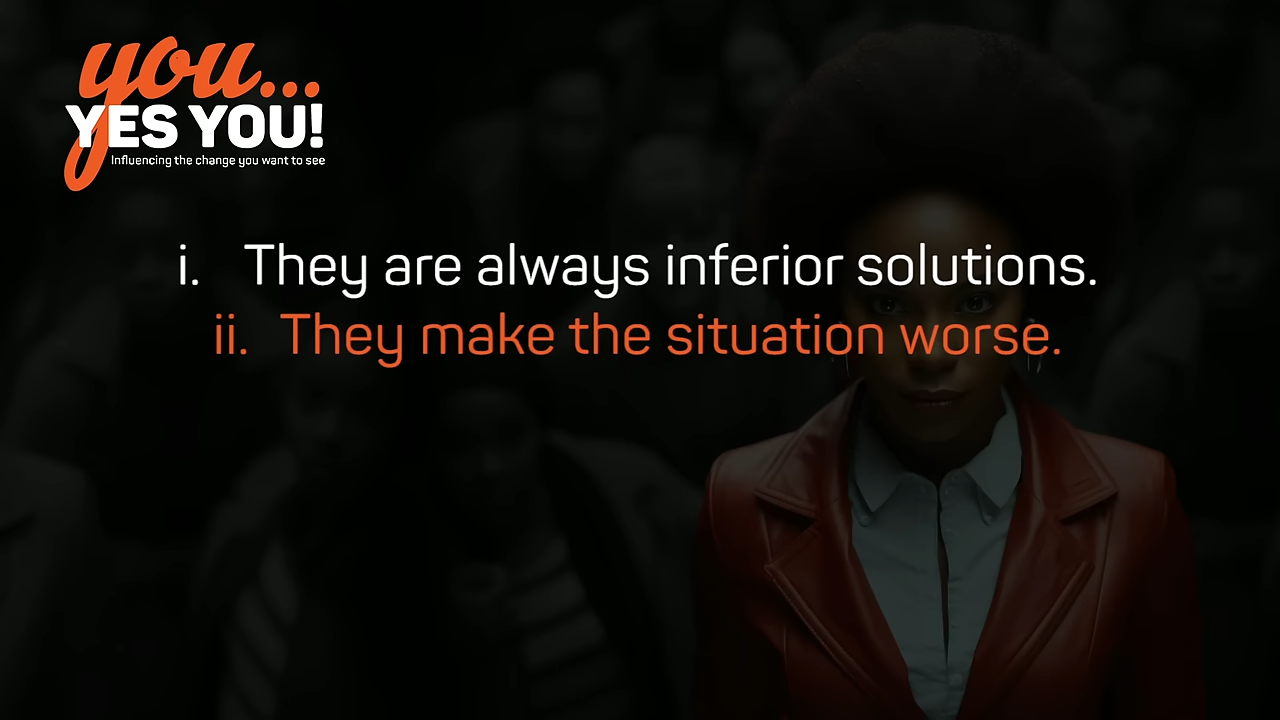 you...
YES YOU!
Influencing the change you want to see
i. They are always inferior solutions.
ii. They make the situation worse.